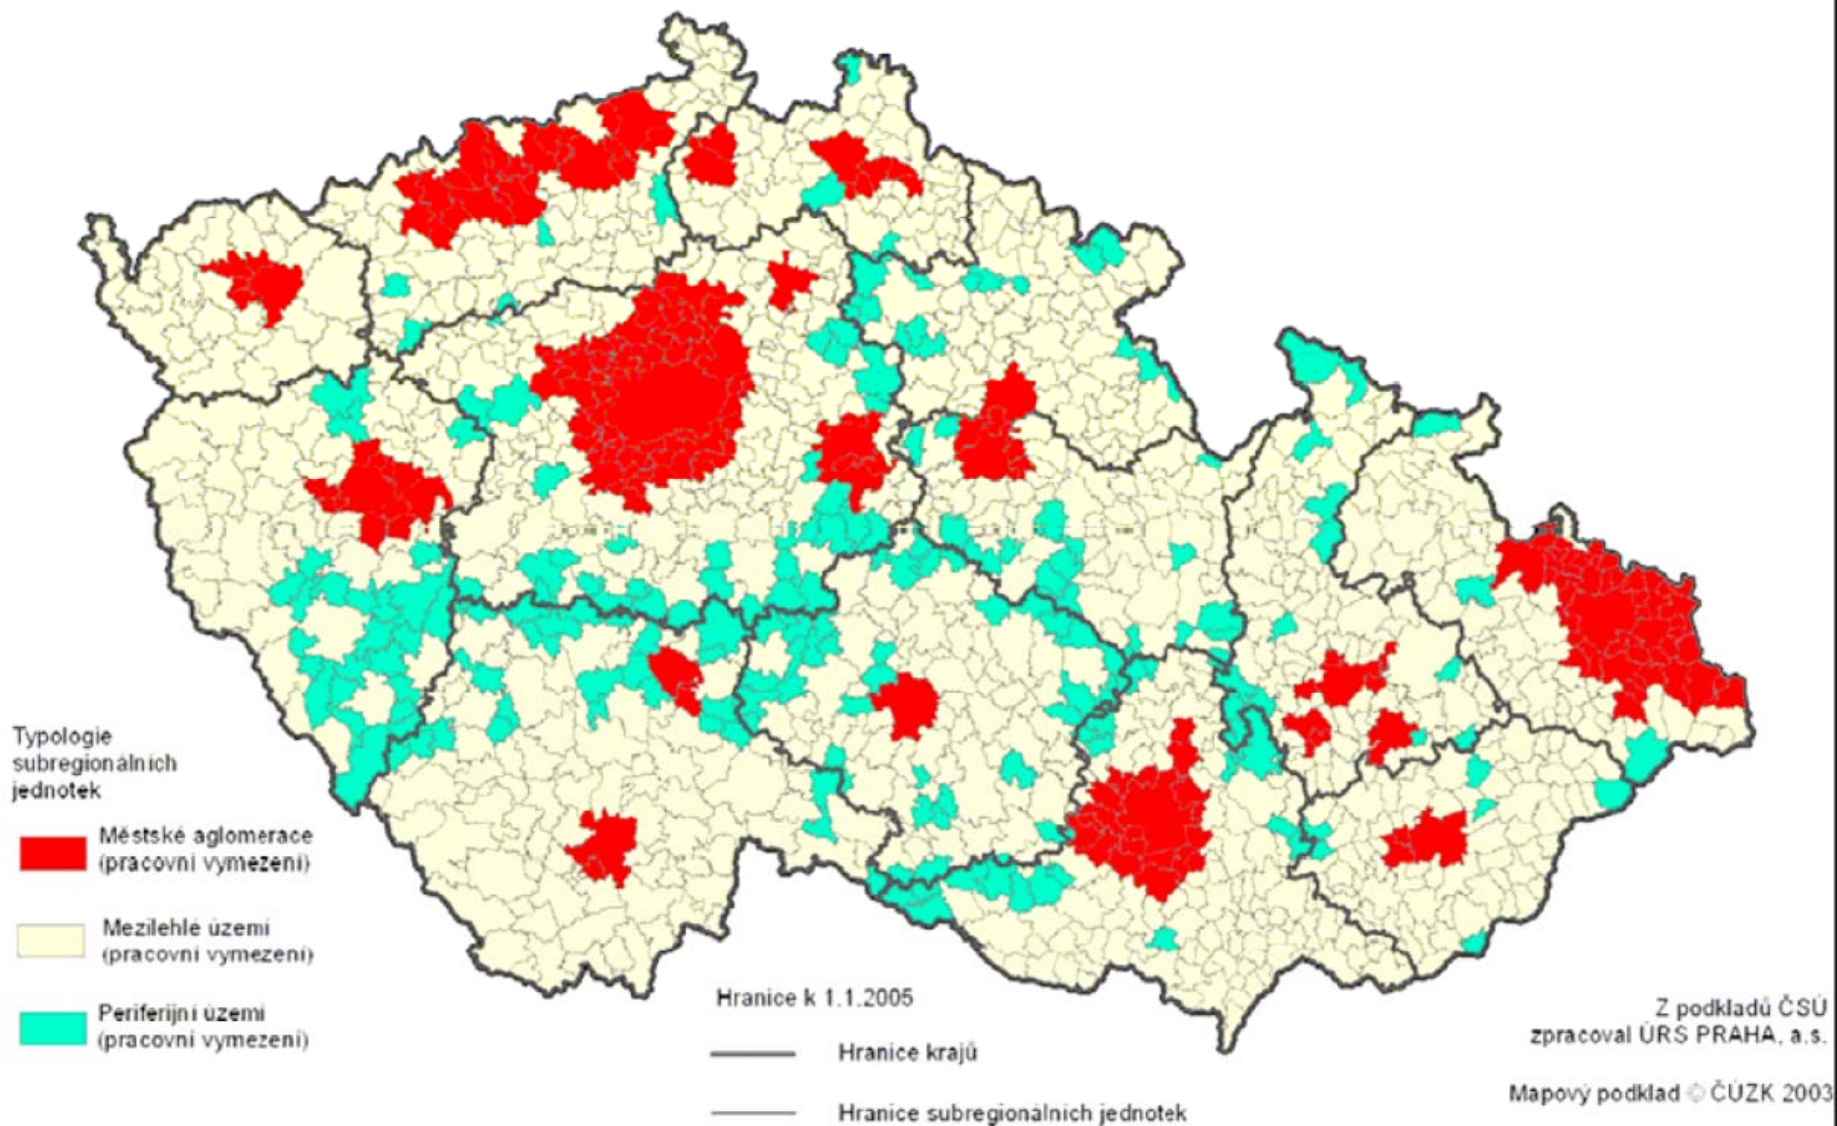 Typologie
subregionálních
jednotek
Městské aglomerace
(pracovní vymezení)
Mezilehlé území
(pracovní vymezení)
Periferijní území
(pracovní vymezení)
Hranice k 1.1.2005
Hranice krajů
Hranice subregionálních jednotek
Z podkladů ČSÚ
zpracoval ÚRS PRAHA, a.s.
Mapový podklad © ČÚZK 2003